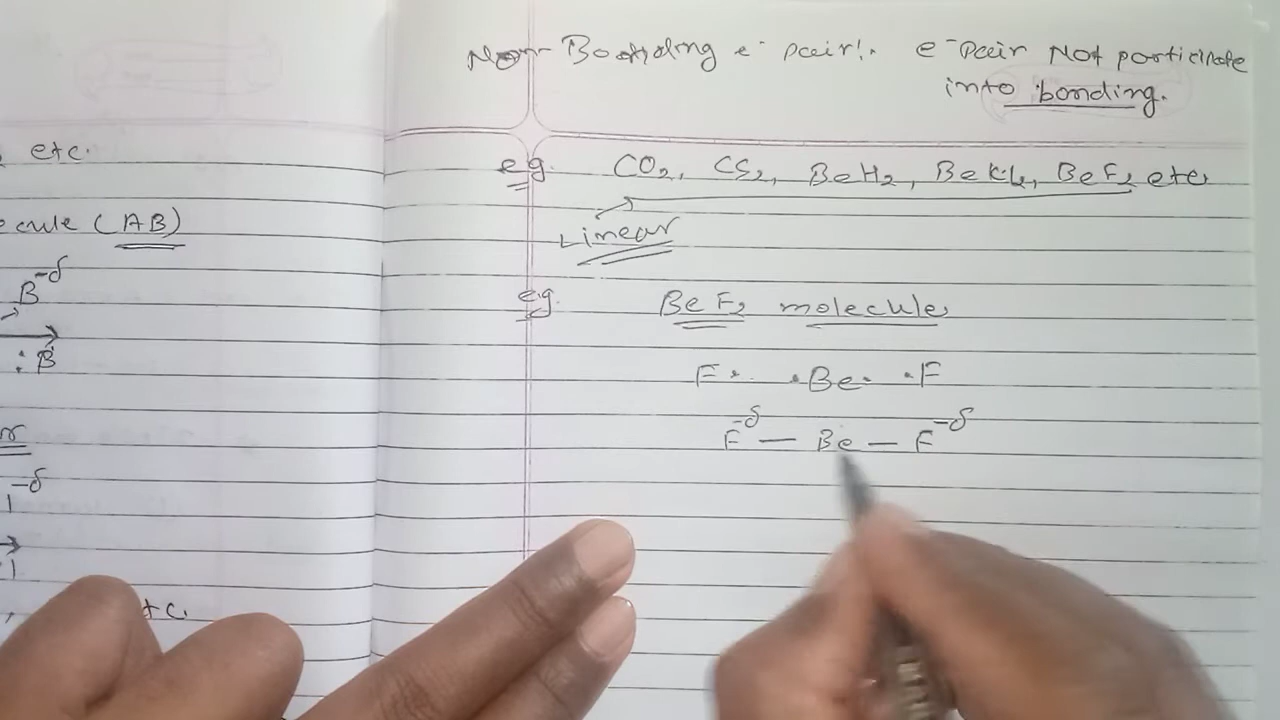 etc.
ecule (AB)
B-δ
: B
-δ
Non Bonding e- pair:. e- pair Not participate
into bonding.
eg. CO2, CS2, BeH2, BeCl2, BeF2 etc
Linear
eg. BeF2 molecule
F· ·Be· ·F
F-δ — Be — F-δ